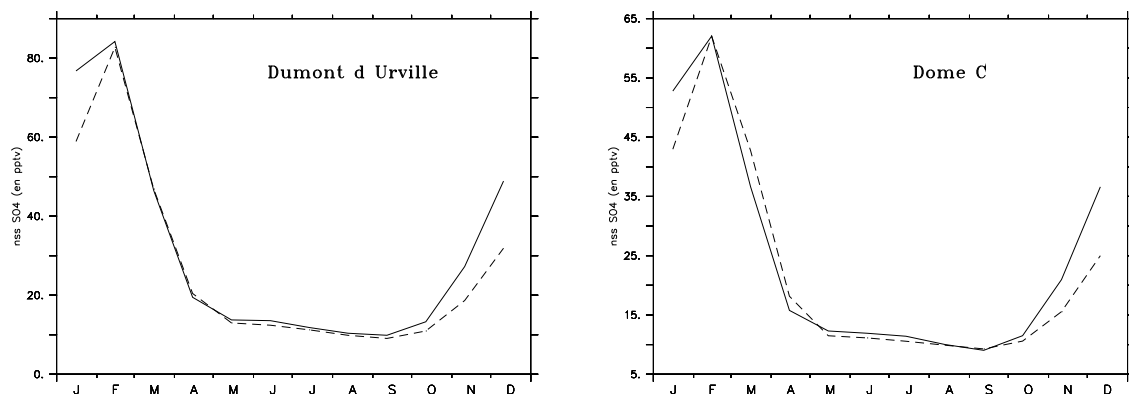 Dumont d Urville
nss SO4 (en pptv)
80.
60.
40.
20.
0.
J F M A M J J A S O N D
Dome C
nss SO4 (en pptv)
65.
55.
45.
35.
25.
15.
5.
J F M A M J J A S O N D